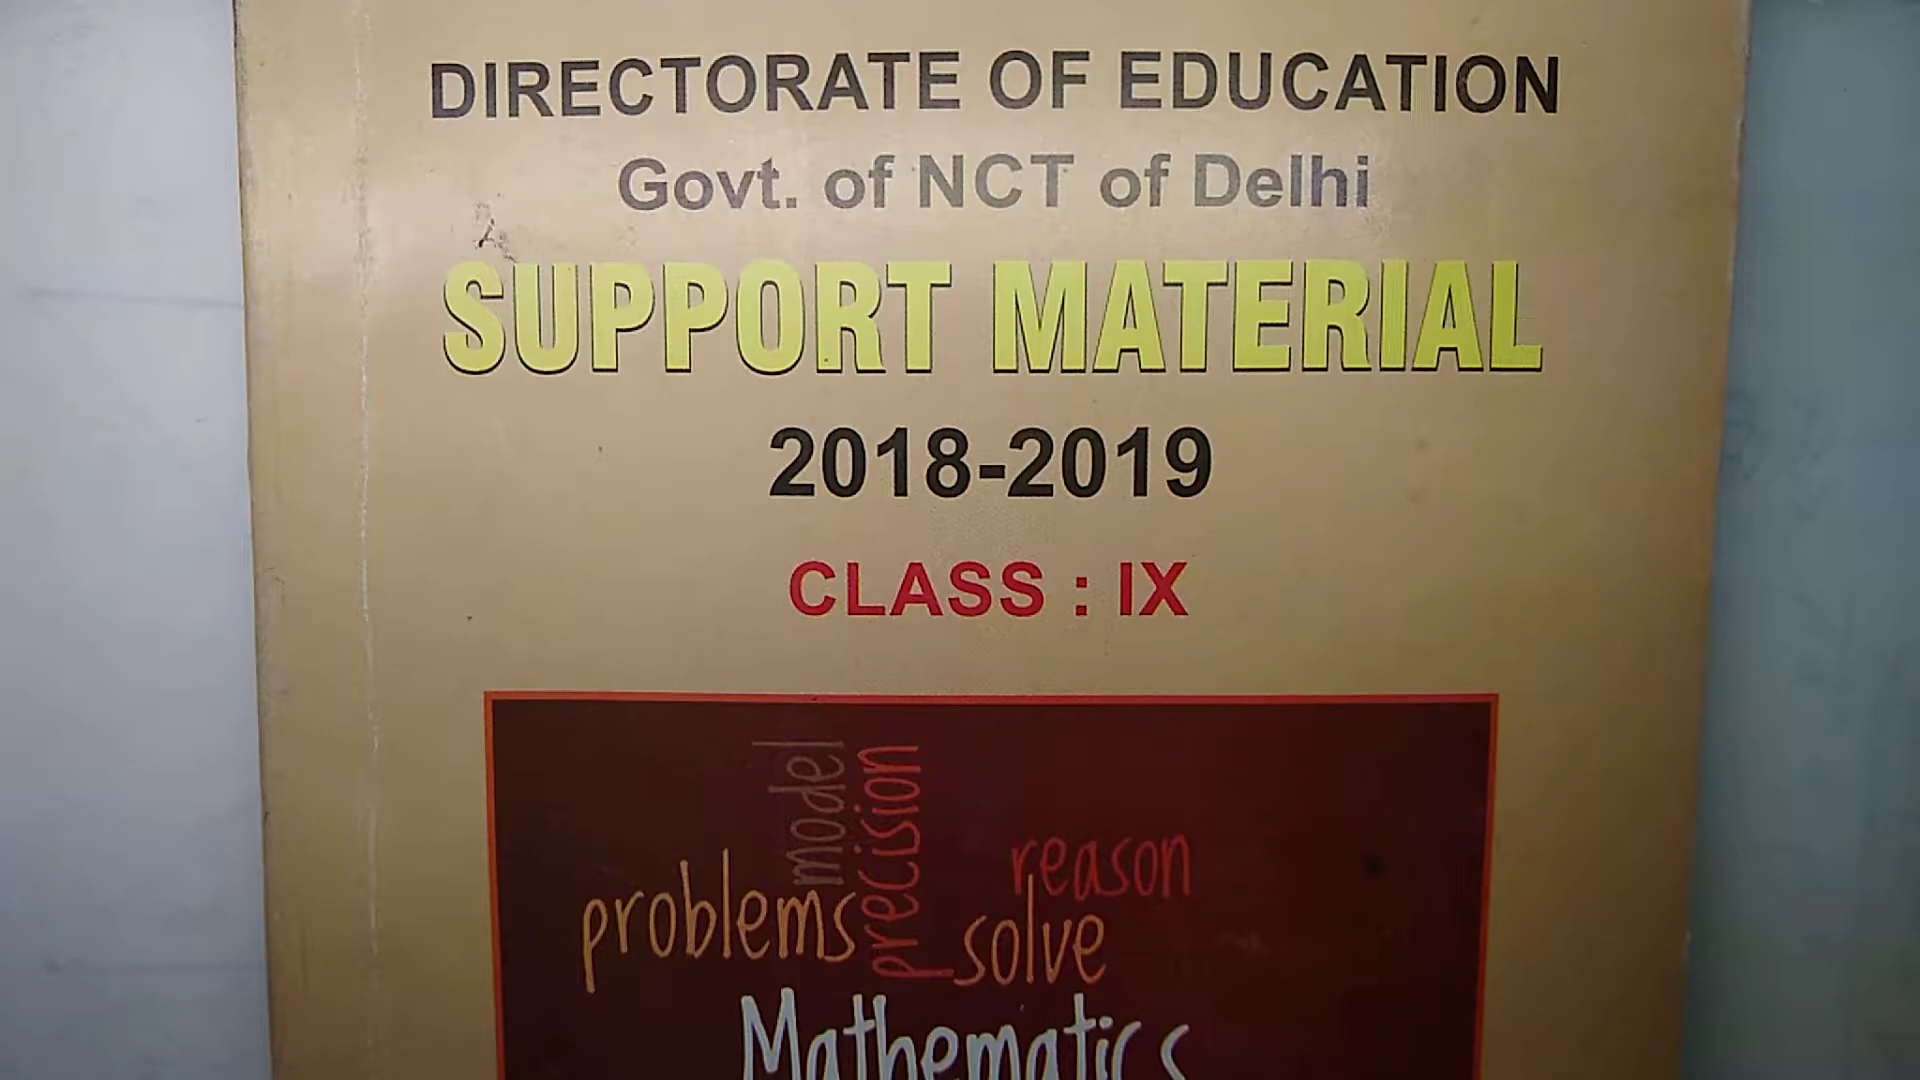 DIRECTORATE OF EDUCATION
Govt. of NCT of Delhi
SUPPORT MATERIAL
2018-2019
CLASS : IX
model
precision
reason
problems
solve
Mathematics